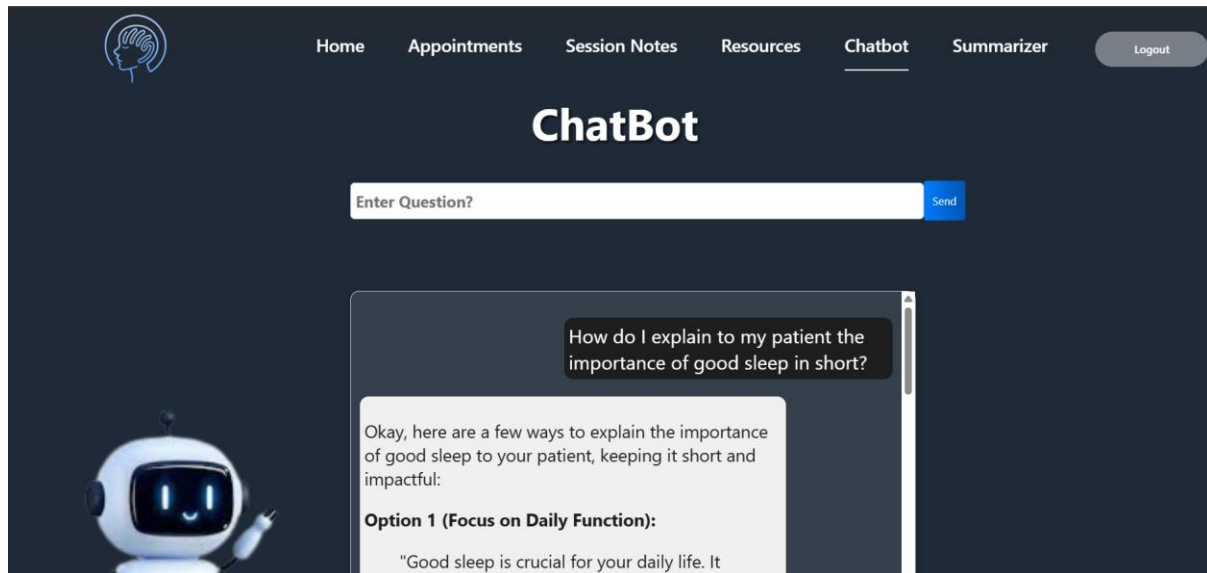 Home Appointments Session Notes Resources Chatbot Summarizer Logout
ChatBot
Enter Question? Send
How do I explain to my patient the
importance of good sleep in short?
Okay, here are a few ways to explain the importance
of good sleep to your patient, keeping it short and
impactful:
Option 1 (Focus on Daily Function):
"Good sleep is crucial for your daily life. It